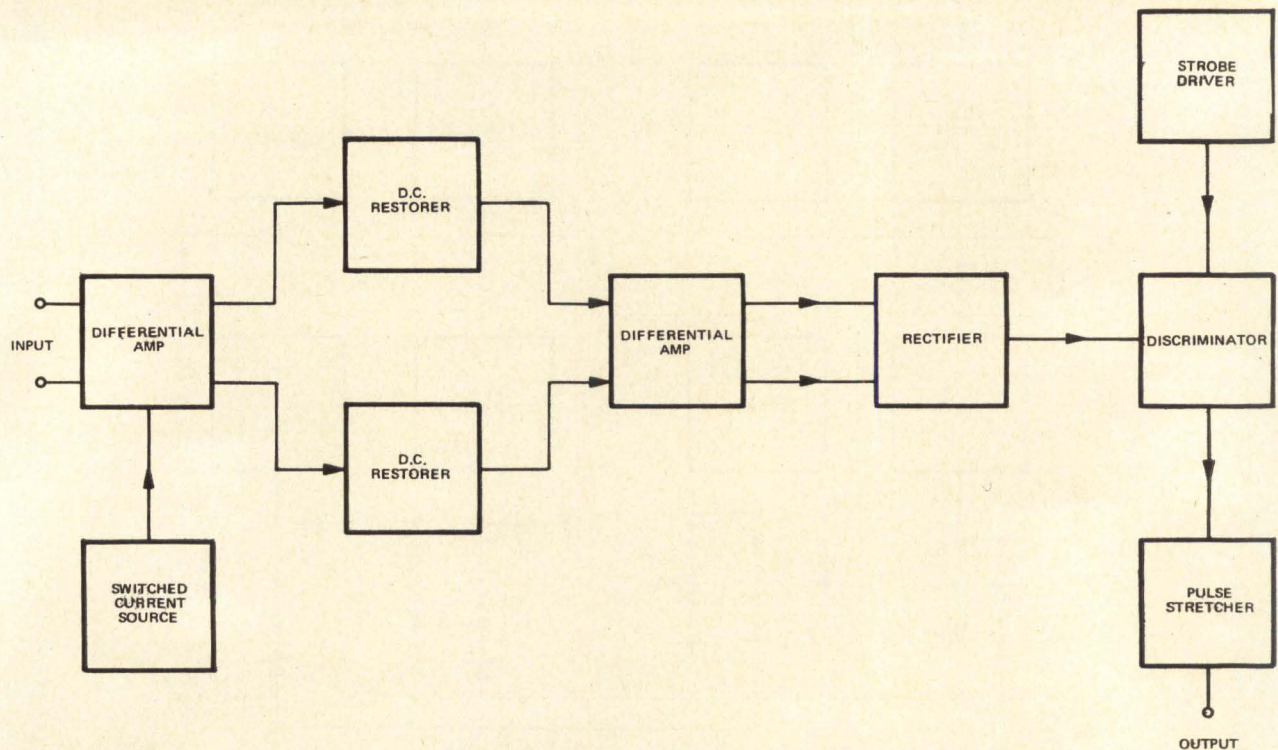 STROBE
DRIVER
D.C.
RESTORER
INPUT
DIFFERENTIAL
AMP
DIFFERENTIAL
AMP
RECTIFIER
DISCRIMINATOR
D.C.
RESTORER
SWITCHED
CURRENT
SOURCE
PULSE
STRETCHER
OUTPUT